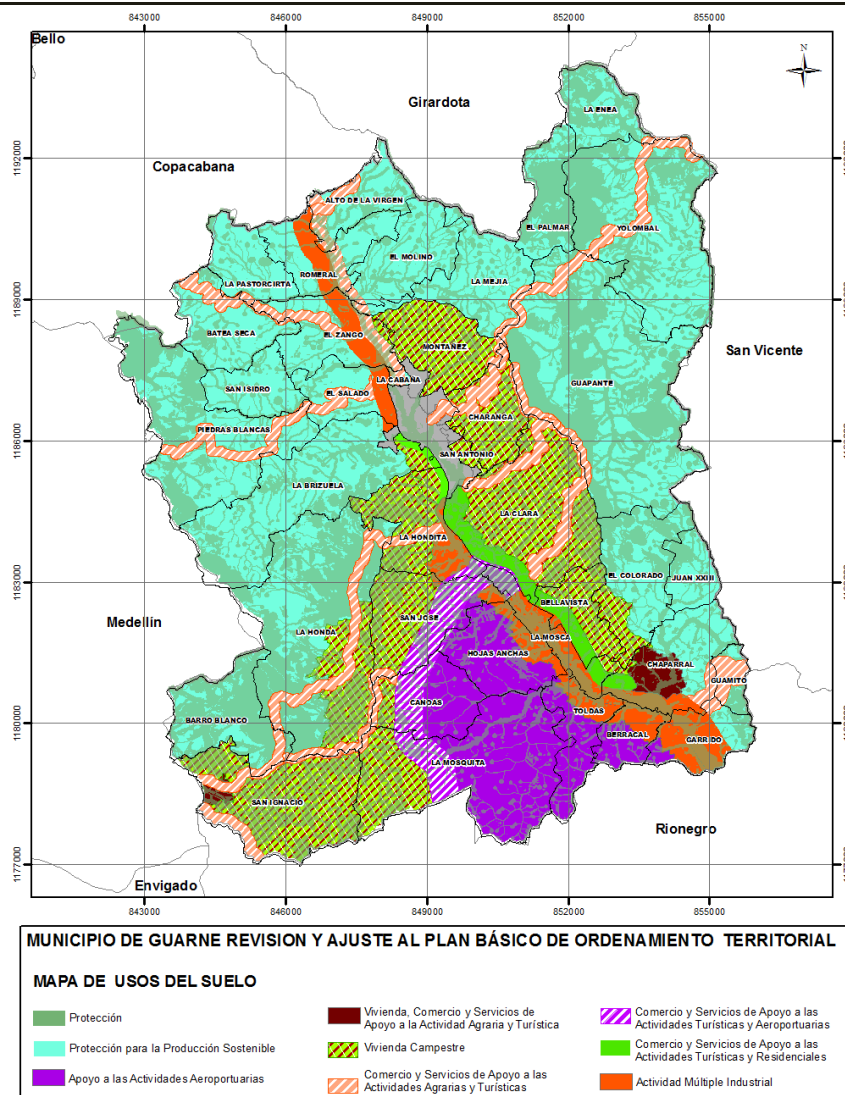 843000 846000 849000 852000 855000
Bello
N
Girardota
LA ENEA
1192000
Copacabana
ALTO DE LA VIRGEN
EL PALMAR
YOLOMBAL
EL MOLINO
ROMERAL
LA PASTORCIRTA
LA MEJIA
1189000
BATEA SECA
EL ZANGO
MONTAÑEZ
San Vicente
LA CABAÑA
GUAPANTE
SAN ISIDRO
EL SALADO
CHARANGA
PIEDRAS BLANCAS
1186000
SAN ANTONIO
LA BRIZUELA
LA CLARA
LA HONDITA
1183000
EL COLORADO
JUAN XXIII
BELLAVISTA
Medellín
SAN JOSE
LA HONDA
LA MOSCA
HOJAS ANCHAS
CHAPARRAL
GUAMITO
CANOAS
TOLDAS
BARRO BLANCO
1180000
BERRACAL
GARRIDO
LA MOSQUITA
SAN IGNACIO
Rionegro
1177000
Envigado
843000 846000 849000 852000 855000
MUNICIPIO DE GUARNE REVISION Y AJUSTE AL PLAN BÁSICO DE ORDENAMIENTO TERRITORIAL
MAPA DE USOS DEL SUELO
Protección
Protección para la Producción Sostenible
Apoyo a las Actividades Aeroportuarias
Vivienda, Comercio y Servicios de
Apoyo a la Actividad Agraria y Turística
Vivienda Campestre
Comercio y Servicios de Apoyo a las
Actividades Agrarias y Turísticas
Comercio y Servicios de Apoyo a las
Actividades Turísticas y Aeroportuarias
Comercio y Servicios de Apoyo a las
Actividades Turísticas y Residenciales
Actividad Múltiple Industrial